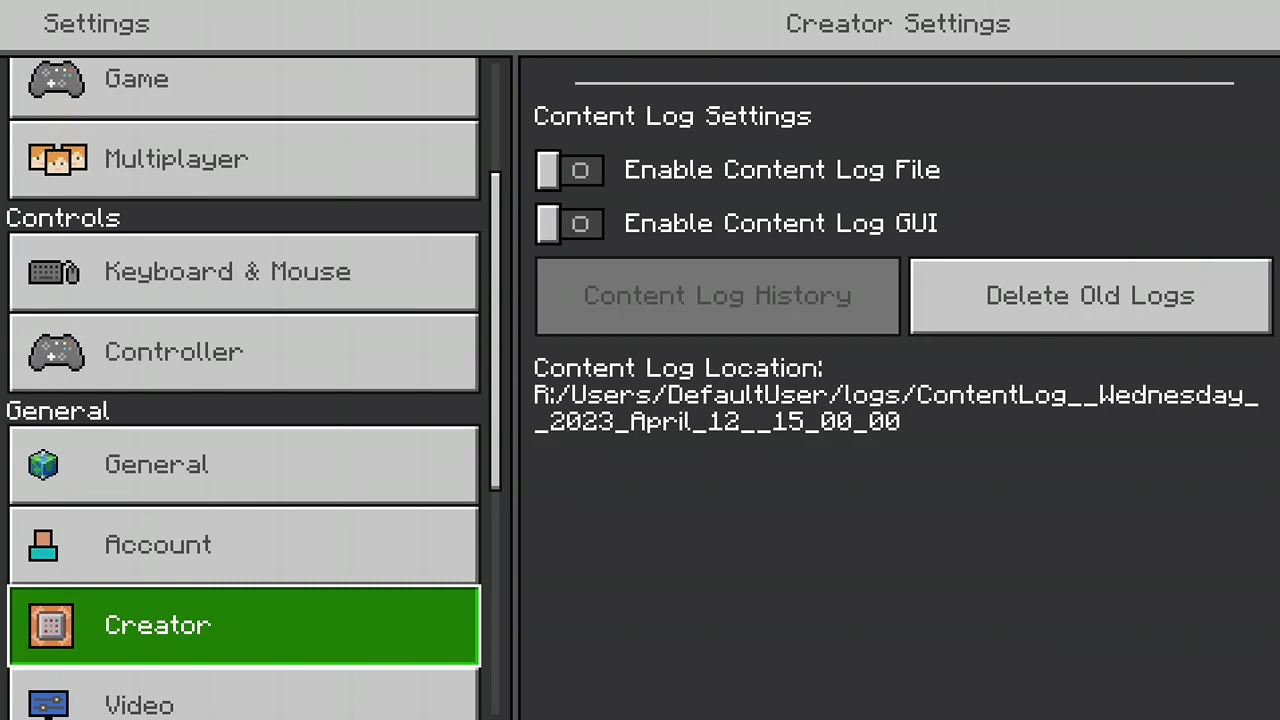 Settings
Creator Settings
Game
Multiplayer
Controls
Keyboard & Mouse
Controller
General
General
Account
Creator
Video
Content Log Settings
Enable Content Log File
Enable Content Log GUI
Content Log History
Delete Old Logs
Content Log Location:
R:/Users/DefaultUser/logs/ContentLog__Wednesday_
_2023_April_12__15_00_00